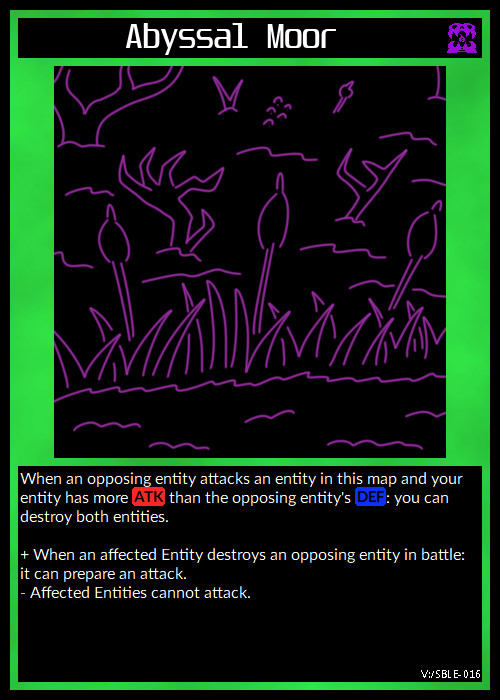 Abyssal Moor
When an opposing entity attacks an entity in this map and your
entity has more ATK than the opposing entity's DEF: you can
destroy both entities.
+ When an affected Entity destroys an opposing entity in battle:
it can prepare an attack.
- Affected Entities cannot attack.
V:/SBLE-016